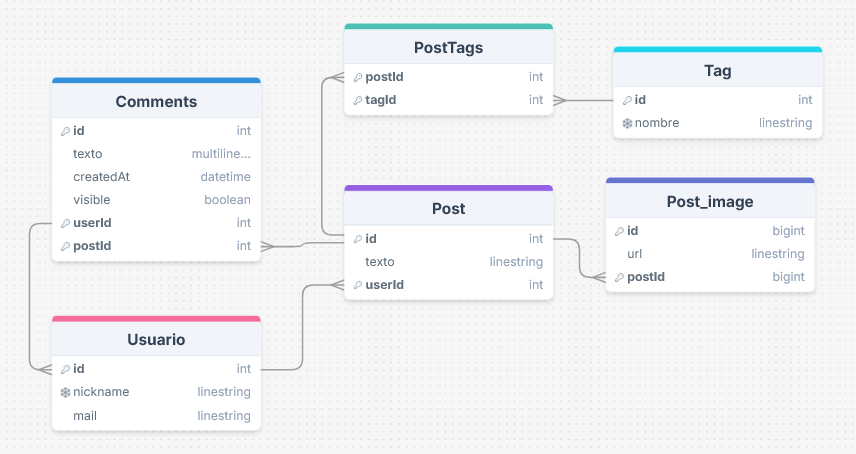 PostTags
postId int
tagId int
Tag
id int
nombre linestring
Comments
id int
texto multiline...
createdAt datetime
visible boolean
userId int
postId int
Post
id int
texto linestring
userId int
Post_image
id bigint
url linestring
postId bigint
Usuario
id int
nickname linestring
mail linestring